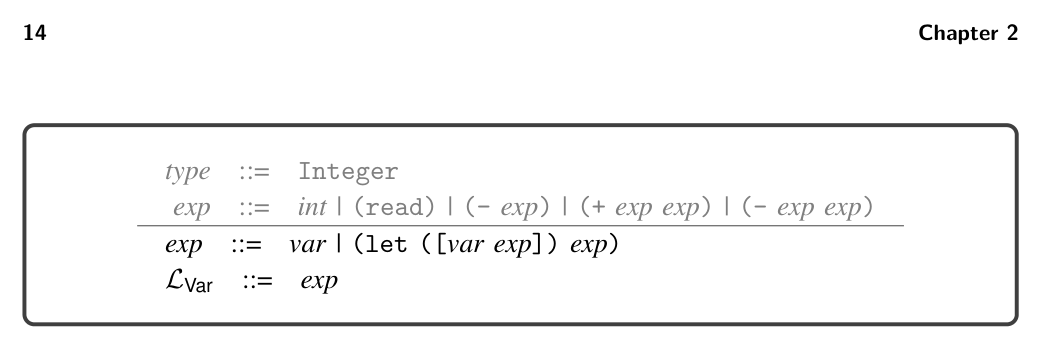 14 Chapter 2
type ::= Integer
exp ::= int | (read) | (- exp) | (+ exp exp) | (- exp exp)
exp ::= var | (let ([var exp]) exp)
ℒVar ::= exp